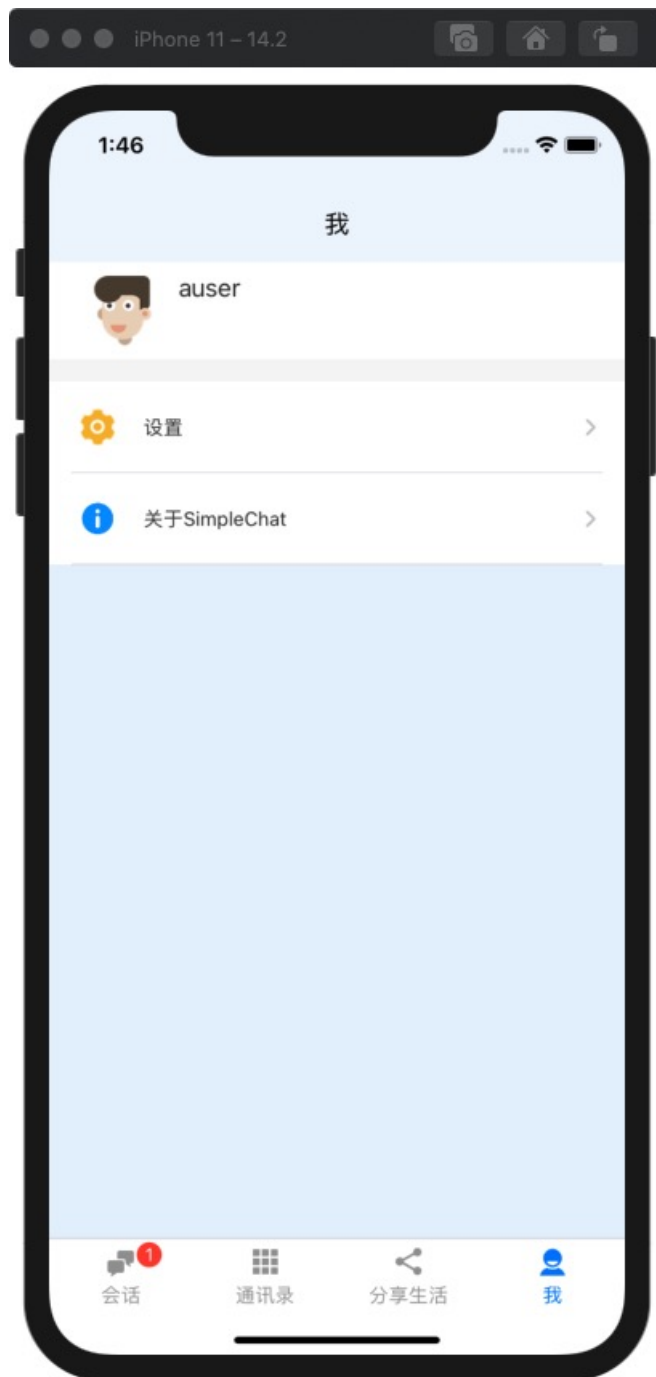 iPhone 11 – 14.2
1:46
我
auser
设置
关于SimpleChat
1
会话
通讯录
分享生活
我